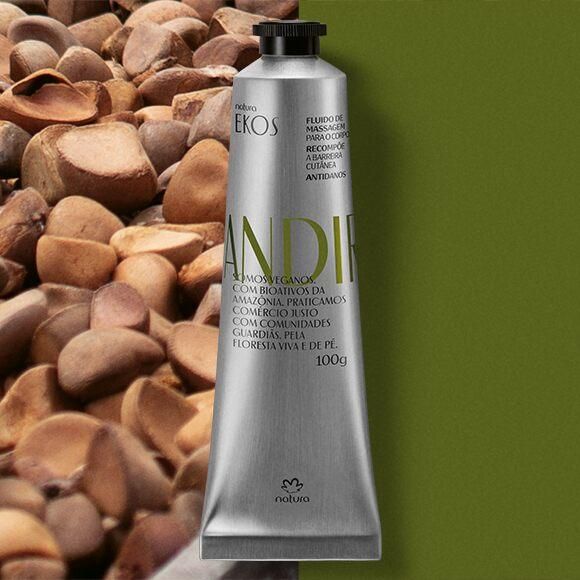 natura
EKOS
FLUIDO DE
MASSAGEM
PARA O CORPO
RECOMPÕE
A BARREIRA
CUTÂNEA
ANTIDANOS
ANDIR
SOMOS VEGANOS.
COM BIOATIVOS DA
AMAZÔNIA, PRATICAMOS
COMÉRCIO JUSTO
COM COMUNIDADES
GUARDIÃS, PELA
FLORESTA VIVA E DE PÉ.
100g
natura